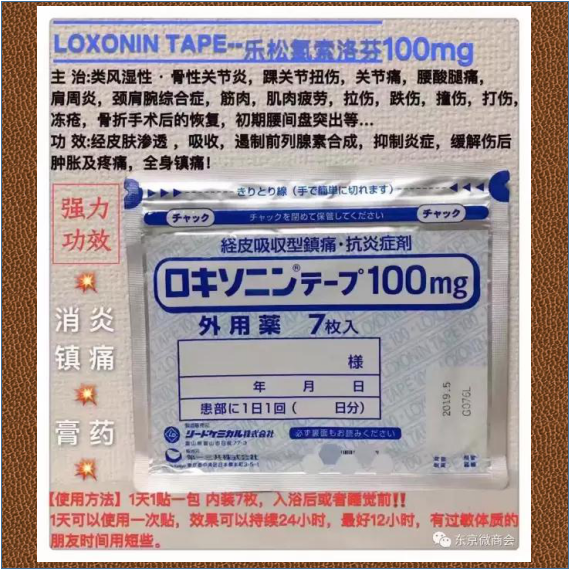 LOXONIN TAPE--乐松氢索洛芬100mg
主 治:类风湿性·骨性关节炎，踝关节扭伤，关节痛，腰酸腿痛，
肩周炎，颈肩腕综合症，筋肉，肌肉疲劳，拉伤，跌伤，撞伤，打伤，
冻疮，骨折手术后的恢复，初期腰间盘突出等...
功 效:经皮肤渗透，吸收，遏制前列腺素合成，抑制炎症，缓解伤后
肿胀及疼痛，全身镇痛！
强力
功效
消炎
镇痛
膏药
きりとり線（手で簡単に切れます）
チャック
チャックを閉めて保管してください
チャック
経皮吸収型鎮痛・抗炎症剤
ロキソニン®テープ100mg
外用薬 7枚入
様
年 月 日
患部に1日1回（ 日分）
リードケミカル株式会社
必ず裏面もお読みください
第一三共株式会社
2019.5
G076L
【使用方法】1天1贴一包 内装7枚，入浴后或者睡觉前!!
1天可以使用一次贴，效果可以持续24小时，最好12小时，有过敏体质的
朋友时间用短些。
东京微商会